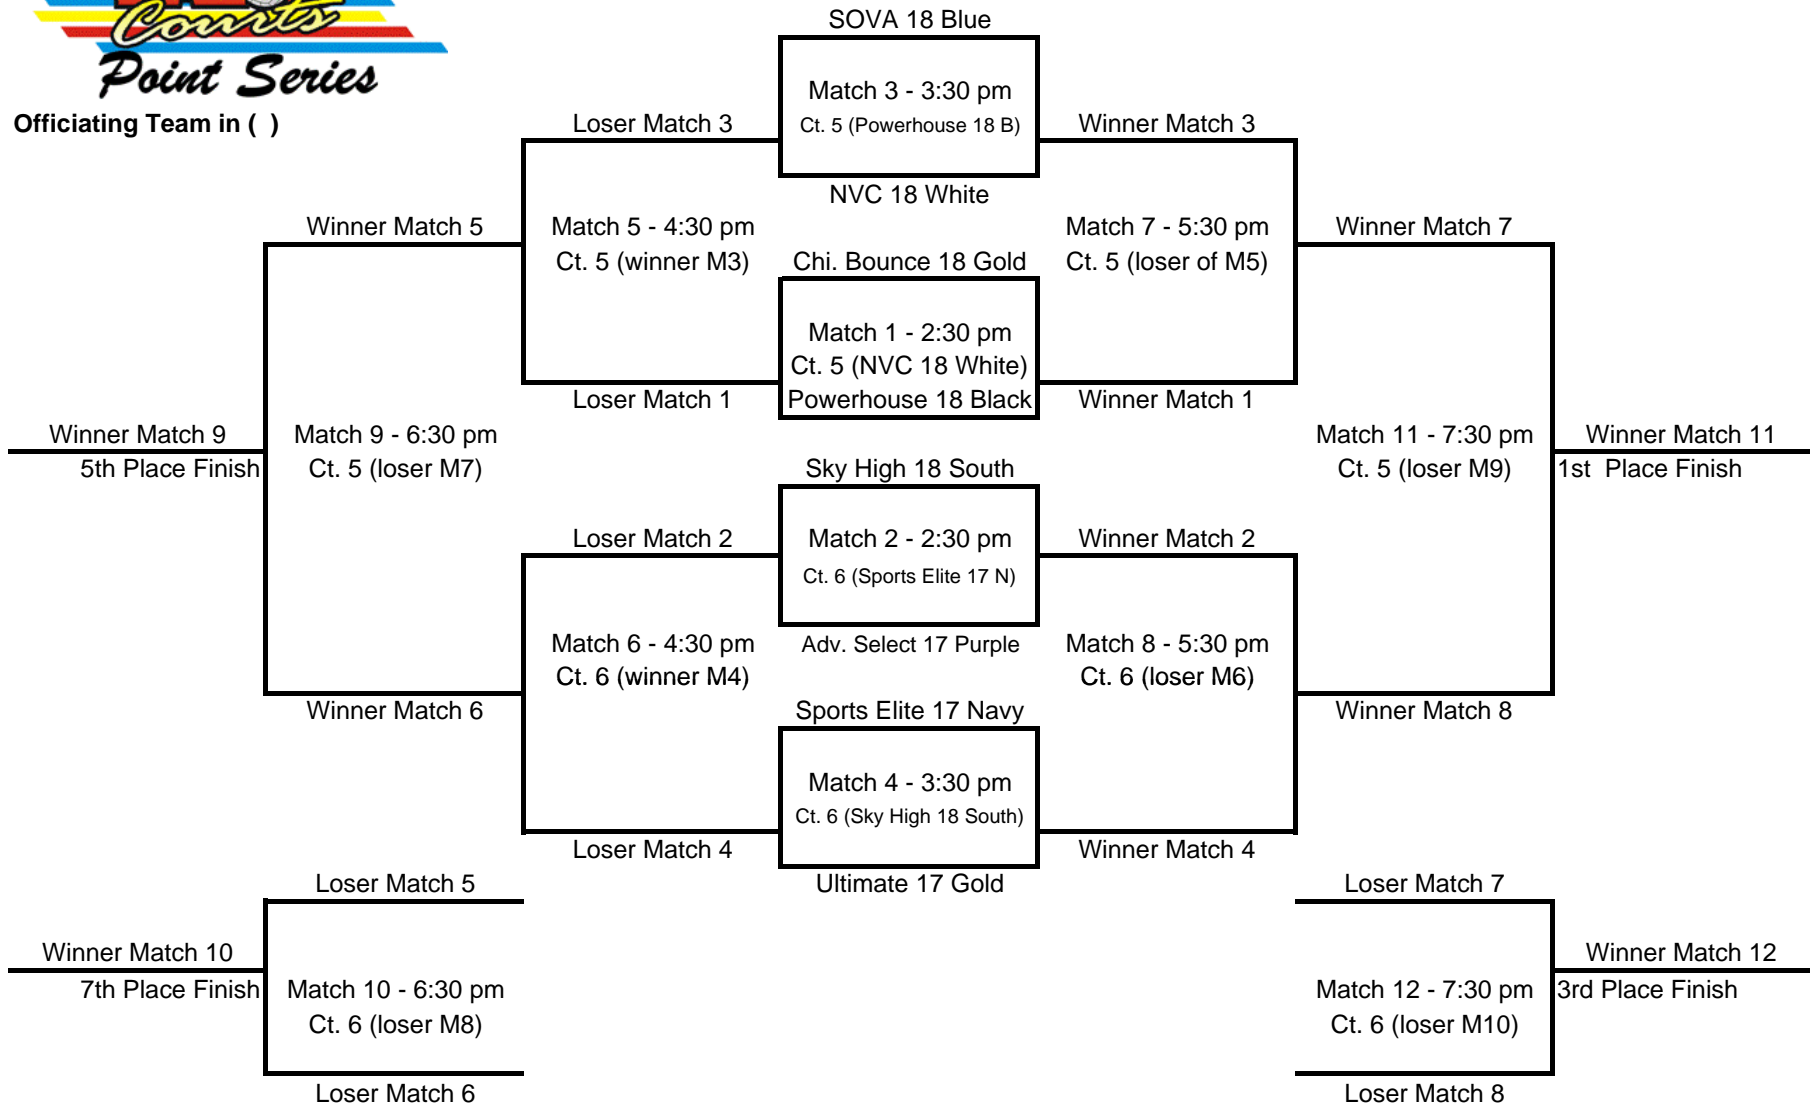 Courts
Point Series
Officiating Team in ( )
SOVA 18 Blue
Match 3 - 3:30 pm
Ct. 5 (Powerhouse 18 B)
Loser Match 3
Winner Match 3
NVC 18 White
Winner Match 5
Match 5 - 4:30 pm
Ct. 5 (winner M3)
Match 7 - 5:30 pm
Ct. 5 (loser of M5)
Winner Match 7
Chi. Bounce 18 Gold
Match 1 - 2:30 pm
Ct. 5 (NVC 18 White)
Powerhouse 18 Black
Loser Match 1
Winner Match 1
Winner Match 9
5th Place Finish
Match 9 - 6:30 pm
Ct. 5 (loser M7)
Match 11 - 7:30 pm
Ct. 5 (loser M9)
Winner Match 11
1st  Place Finish
Sky High 18 South
Loser Match 2
Match 2 - 2:30 pm
Ct. 6 (Sports Elite 17 N)
Winner Match 2
Adv. Select 17 Purple
Match 6 - 4:30 pm
Ct. 6 (winner M4)
Match 8 - 5:30 pm
Ct. 6 (loser M6)
Winner Match 6
Sports Elite 17 Navy
Winner Match 8
Match 4 - 3:30 pm
Ct. 6 (Sky High 18 South)
Loser Match 4
Winner Match 4
Ultimate 17 Gold
Loser Match 5
Loser Match 7
Winner Match 10
7th Place Finish
Match 10 - 6:30 pm
Ct. 6 (loser M8)
Match 12 - 7:30 pm
Ct. 6 (loser M10)
Winner Match 12
3rd Place Finish
Loser Match 6
Loser Match 8